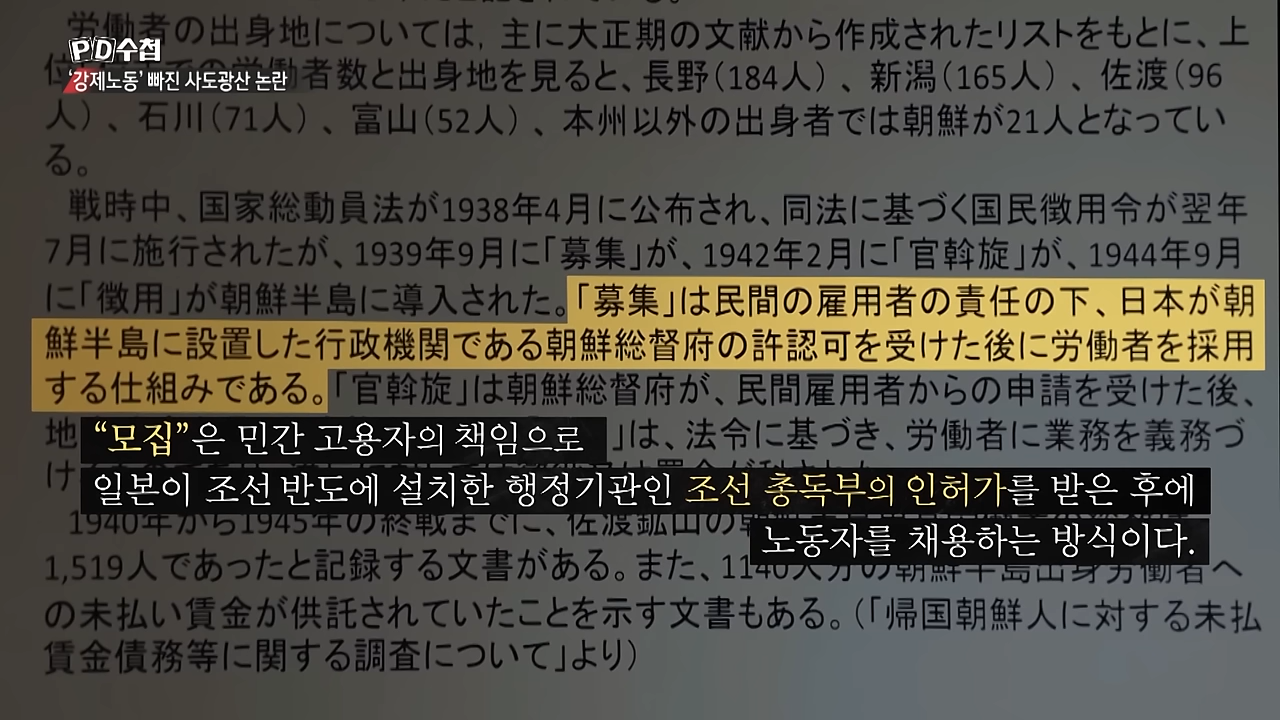 PD수첩
‘강제노동’ 빠진 사도광산 논란
労働者の出身地については，主に大正期の文献から作成されたリストをもとに、上
労働者数と出身地を見ると、長野（184人）、新潟（165人）、佐渡（96
人）、石川（71人）、富山（52人）、本州以外の出身者では朝鮮が21人となってい
る。
戦時中、国家総動員法が1938年4月に公布され、同法に基づく国民徴用令が翌年
7月に施行されたが、1939年9月に「募集」が、1942年2月に「官斡旋」が、1944年9月
に「徴用」が朝鮮半島に導入された。「募集」は民間の雇用者の責任の下、日本が朝
鮮半島に設置した行政機関である朝鮮総督府の許認可を受けた後に労働者を採用
する仕組みである。「官斡旋」は朝鮮総督府が、民間雇用者からの申請を受けた後、
地 」は、法令に基づき、労働者に業務を義務づ
け
“모집”은 민간 고용자의 책임으로
일본이 조선 반도에 설치한 행정기관인 조선 총독부의 인허가를 받은 후에
노동자를 채용하는 방식이다.
1940年から1945年の終戦までに、佐渡鉱山の
1,519人であったと記録する文書がある。また、1140人分の朝鮮半島出身労働者へ
の未払い賃金が供託されていたことを示す文書もある。（「帰国朝鮮人に対する未払
賃金債務等に関する調査について」より）